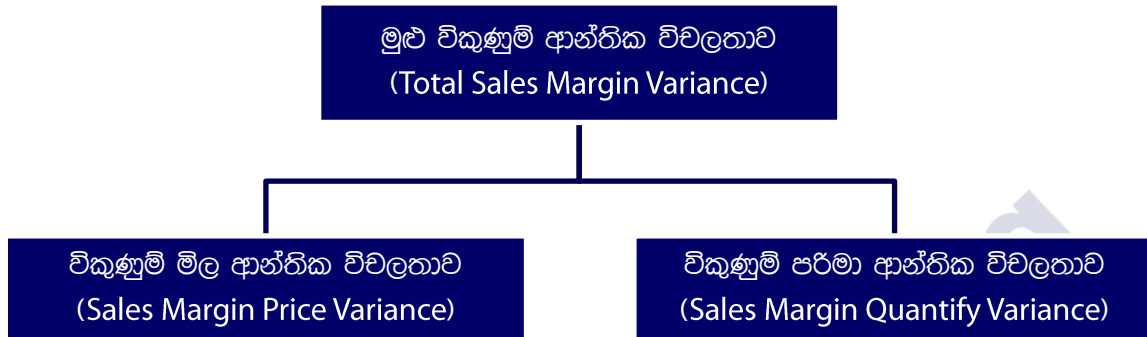 මුළු විකුණුම් ආන්තික විචලතාව
(Total Sales Margin Variance)
විකුණුම් මිල ආන්තික විචලතාව
(Sales Margin Price Variance)
විකුණුම් පරිමා ආන්තික විචලතාව
(Sales Margin Quantify Variance)